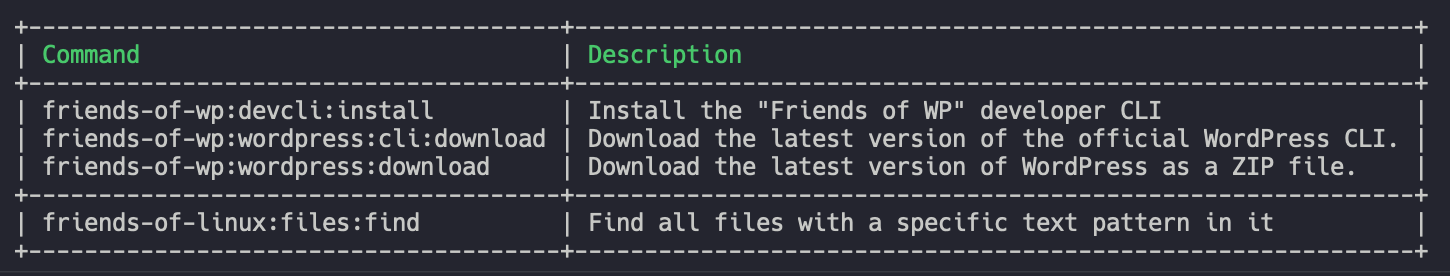 +--------------------------------------+------------------------------------------------------------+
| Command                              | Description                                                |
+--------------------------------------+------------------------------------------------------------+
| friends-of-wp:devcli:install         | Install the "Friends of WP" developer CLI                  |
| friends-of-wp:wordpress:cli:download | Download the latest version of the official WordPress CLI. |
| friends-of-wp:wordpress:download     | Download the latest version of WordPress as a ZIP file.    |
+--------------------------------------+------------------------------------------------------------+
| friends-of-linux:files:find          | Find all files with a specific text pattern in it          |
+--------------------------------------+------------------------------------------------------------+